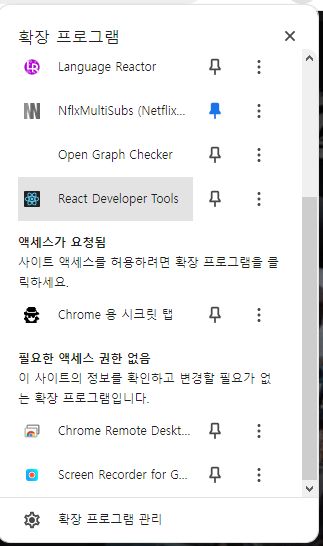 확장 프로그램
Language Reactor
NflxMultiSubs (Netflix...
Open Graph Checker
React Developer Tools
액세스가 요청됨
사이트 액세스를 허용하려면 확장 프로그램을 클
릭하세요.
Chrome 용 시크릿 탭
필요한 액세스 권한 없음
이 사이트의 정보를 확인하고 변경할 필요가 없
는 확장 프로그램입니다.
Chrome Remote Deskt...
Screen Recorder for G...
확장 프로그램 관리